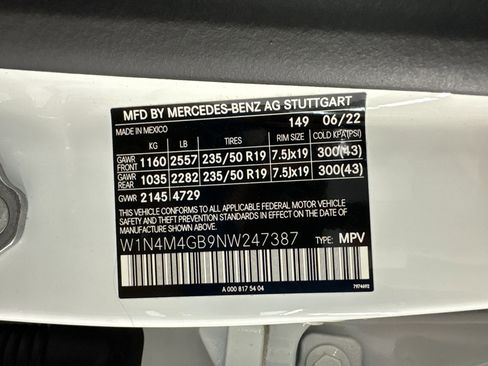 MFD BY MERCEDES-BENZ AG STUTTGART
MADE IN MEXICO 149 06/22
KG LB TIRES RIM SIZE COLD KPA(PSI)
GAWR FRONT 1160 2557 235/50 R19 7.5Jx19 300(43)
GAWR REAR 1035 2282 235/50 R19 7.5Jx19 300(43)
GVWR 2145 4729
THIS VEHICLE CONFORMS TO ALL APPLICABLE FEDERAL MOTOR VEHICLE
SAFETY AND THEFT PREVENTION STANDARDS IN EFFECT ON THE DATE
OF MANUFACTURE SHOWN ABOVE.
W1N4M4GB9NW247387 TYPE: MPV
A 000 817 54 04 7974692